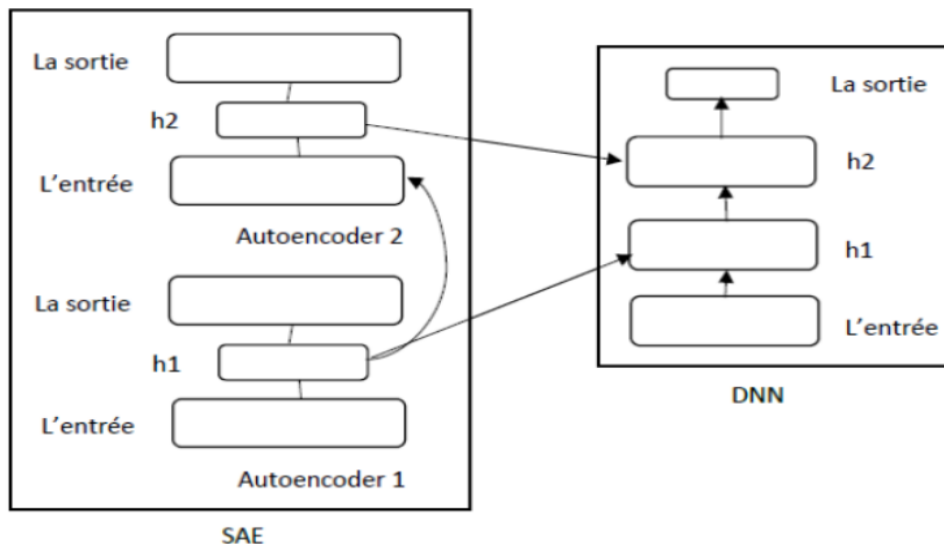 La sortie
h2
L'entrée
Autoencoder 2
La sortie
h1
L'entrée
Autoencoder 1
SAE
La sortie
h2
h1
L'entrée
DNN